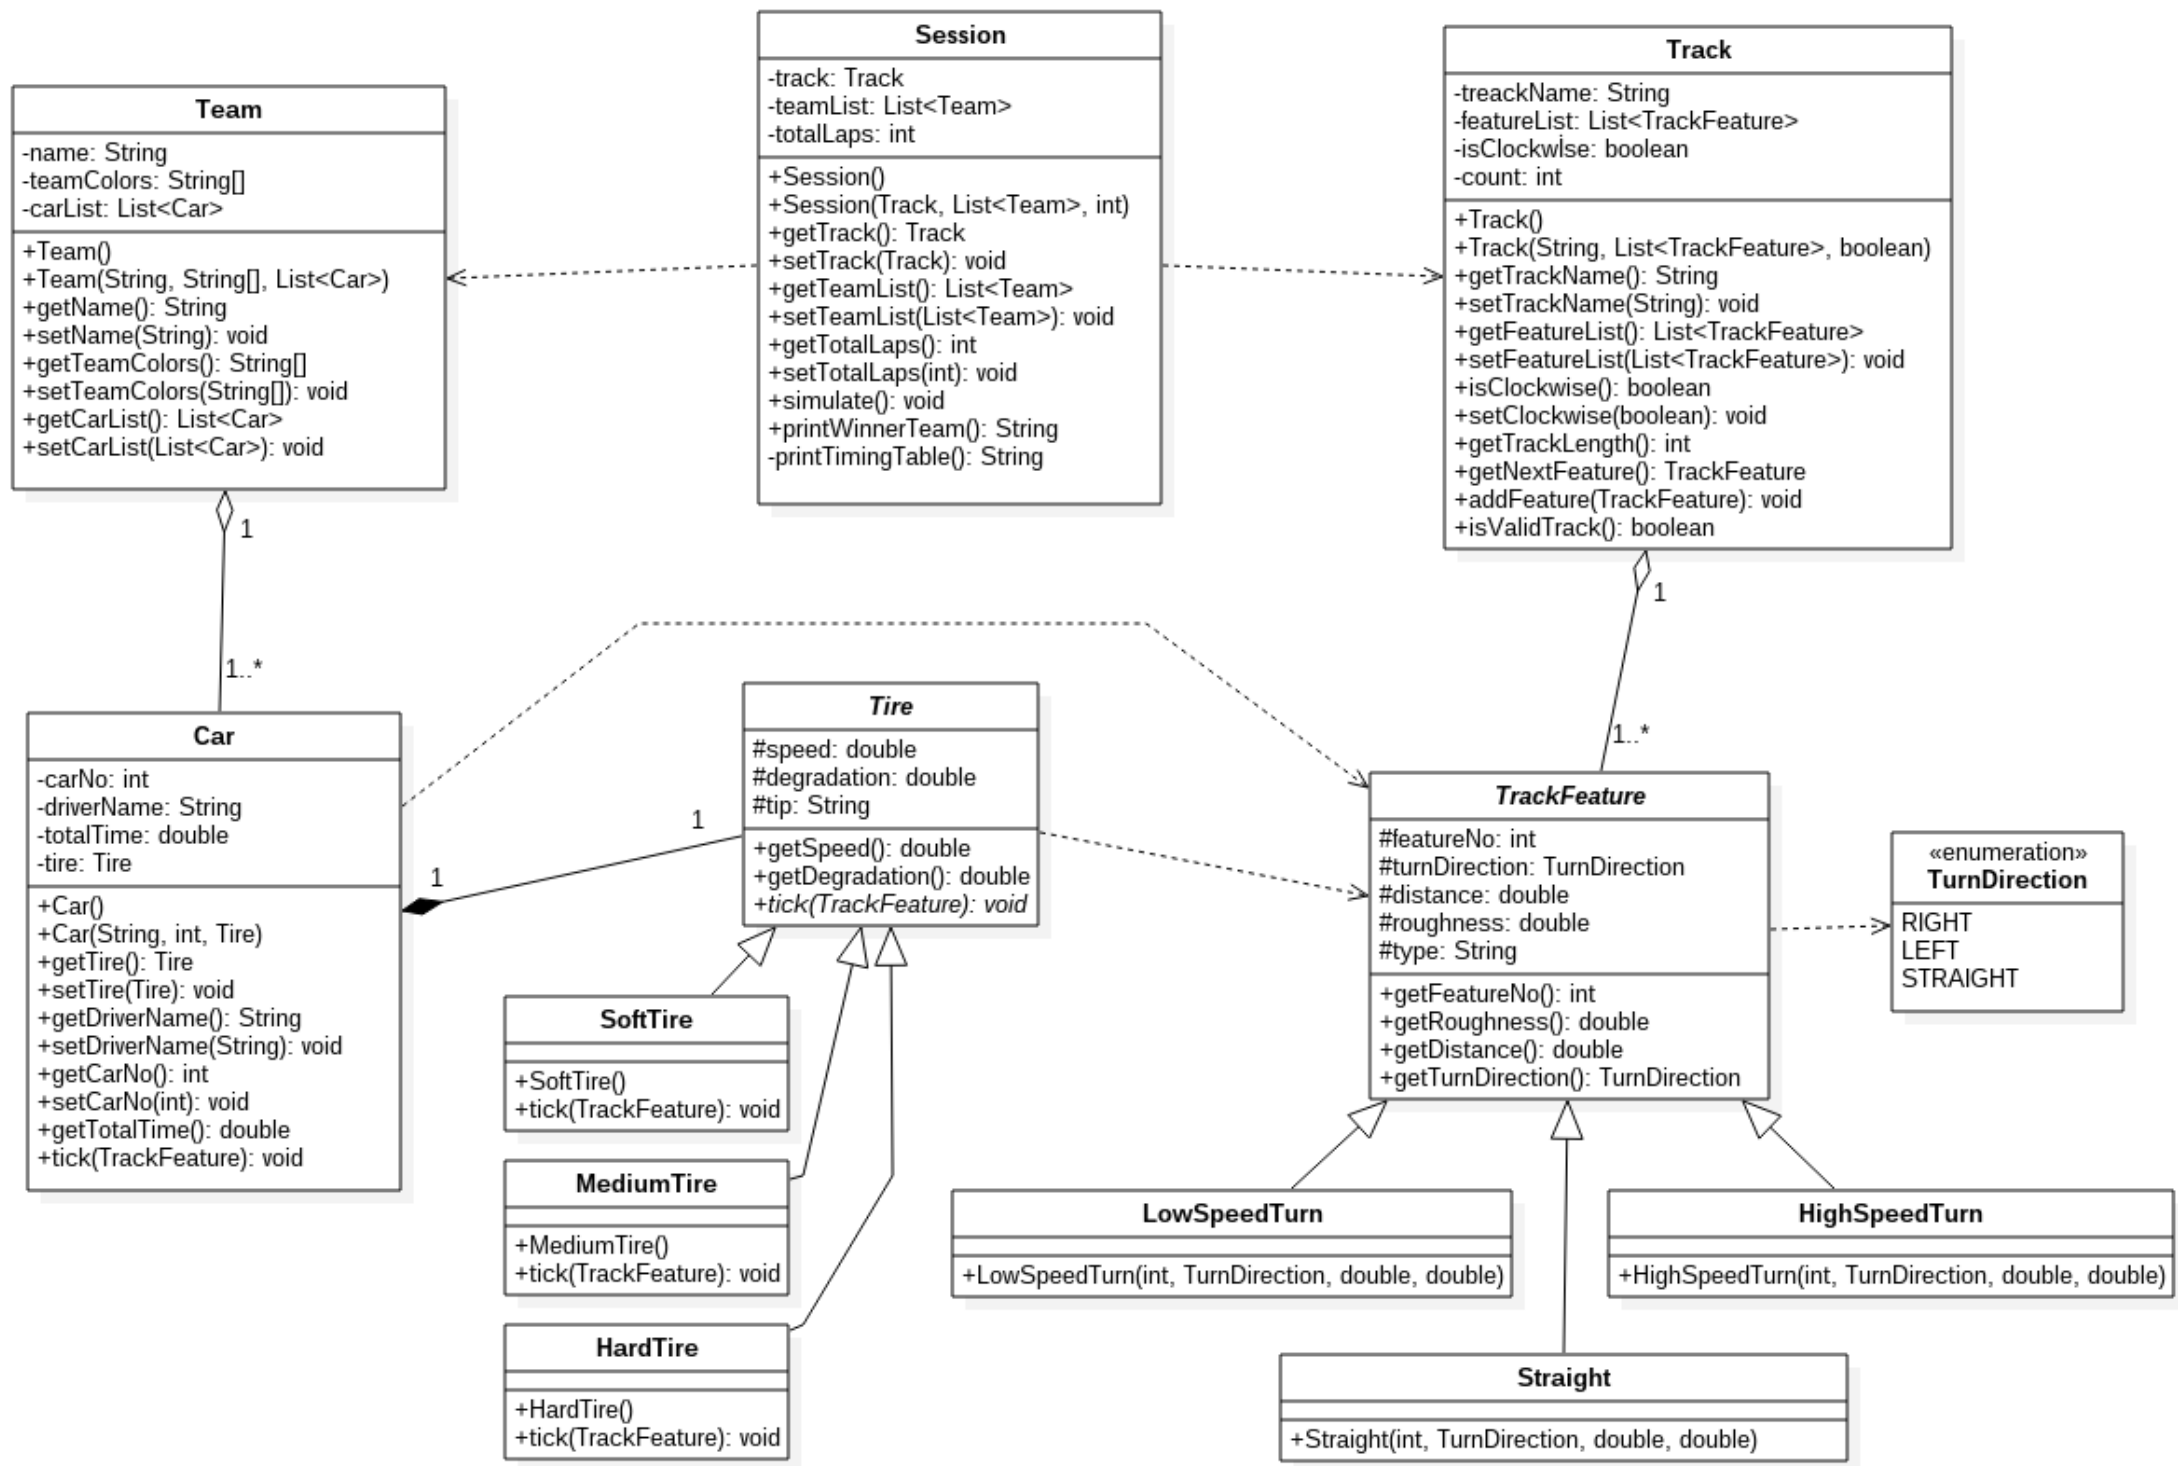 Team
-name: String
-teamColors: String[]
-carList: List<Car>
+Team()
+Team(String, String[], List<Car>)
+getName(): String
+setName(String): void
+getTeamColors(): String[]
+setTeamColors(String[]): void
+getCarList(): List<Car>
+setCarList(List<Car>): void
Session
-track: Track
-teamList: List<Team>
-totalLaps: int
+Session()
+Session(Track, List<Team>, int)
+getTrack(): Track
+setTrack(Track): void
+getTeamList(): List<Team>
+setTeamList(List<Team>): void
+getTotalLaps(): int
+setTotalLaps(int): void
+simulate(): void
+printWinnerTeam(): String
-printTimingTable(): String
Track
-treackName: String
-featureList: List<TrackFeature>
-isClockwise: boolean
-count: int
+Track()
+Track(String, List<TrackFeature>, boolean)
+getTrackName(): String
+setTrackName(String): void
+getFeatureList(): List<TrackFeature>
+setFeatureList(List<TrackFeature>): void
+isClockwise(): boolean
+setClockwise(boolean): void
+getTrackLength(): int
+getNextFeature(): TrackFeature
+addFeature(TrackFeature): void
+isValidTrack(): boolean
1
1..*
1
1..*
Car
-carNo: int
-driverName: String
-totalTime: double
-tire: Tire
+Car()
+Car(String, int, Tire)
+getTire(): Tire
+setTire(Tire): void
+getDriverName(): String
+setDriverName(String): void
+getCarNo(): int
+setCarNo(int): void
+getTotalTime(): double
+tick(TrackFeature): void
1
1
Tire
#speed: double
#degradation: double
#tip: String
+getSpeed(): double
+getDegradation(): double
+tick(TrackFeature): void
TrackFeature
#featureNo: int
#turnDirection: TurnDirection
#distance: double
#roughness: double
#type: String
+getFeatureNo(): int
+getRoughness(): double
+getDistance(): double
+getTurnDirection(): TurnDirection
«enumeration»
TurnDirection
RIGHT
LEFT
STRAIGHT
SoftTire
+SoftTire()
+tick(TrackFeature): void
MediumTire
+MediumTire()
+tick(TrackFeature): void
HardTire
+HardTire()
+tick(TrackFeature): void
LowSpeedTurn
+LowSpeedTurn(int, TurnDirection, double, double)
HighSpeedTurn
+HighSpeedTurn(int, TurnDirection, double, double)
Straight
+Straight(int, TurnDirection, double, double)